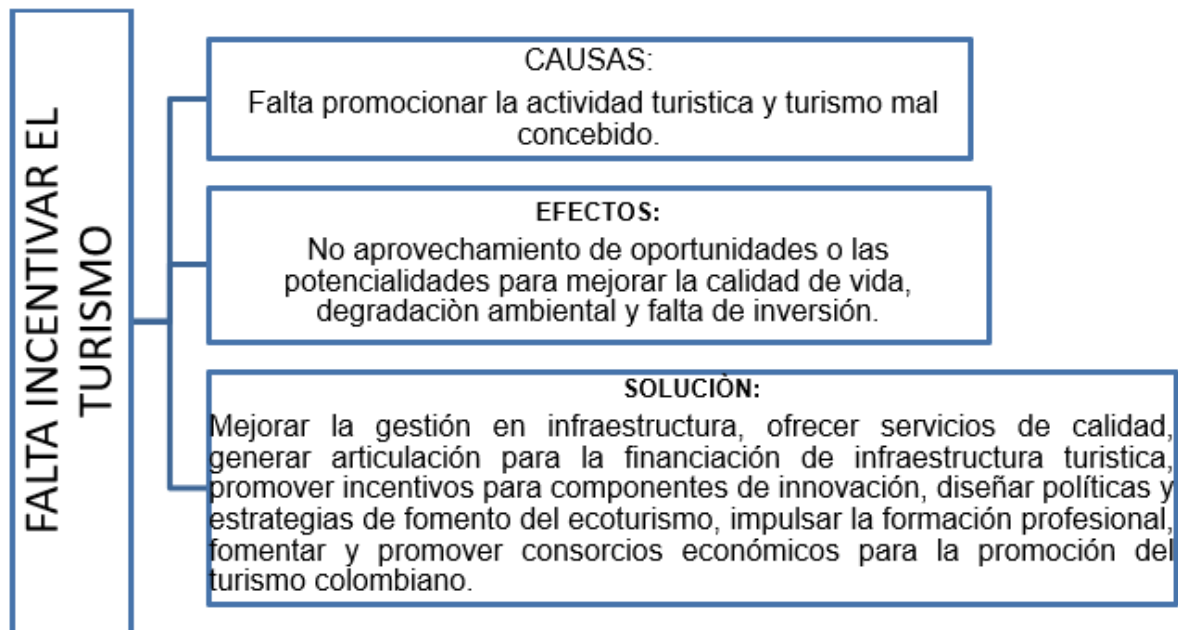 FALTA INCENTIVAR EL
TURISMO
CAUSAS:
Falta promocionar la actividad turistica y turismo mal
concebido.
EFECTOS:
No aprovechamiento de oportunidades o las
potencialidades para mejorar la calidad de vida,
degradaciòn ambiental y falta de inversión.
SOLUCIÒN:
Mejorar la gestión en infraestructura, ofrecer servicios de calidad,
generar articulación para la financiación de infraestructura turistica,
promover incentivos para componentes de innovación, diseñar políticas y
estrategias de fomento del ecoturismo, impulsar la formación profesional,
fomentar y promover consorcios económicos para la promoción del
turismo colombiano.